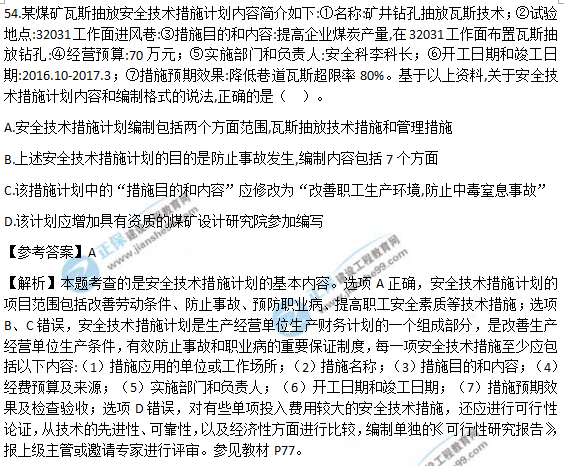 54.某煤矿瓦斯抽放安全技术措施计划内容简介如下:①名称:矿井钻孔抽放瓦斯技术；②试验
地点:32031工作面进风巷:③措施目的和内容:提高企业煤炭产量,在32031工作面布置瓦斯抽
放钻孔:④经营预算:70万元；⑤实施部门和负责人:安全科李科长；⑥开工日期和竣工日
期:2016.10-2017.3；⑦措施预期效果:降低巷道瓦斯超限率80%。基于以上资料,关于安全技
术措施计划内容和编制格式的说法,正确的是（ ）。
A.安全技术措施计划编制包括两个方面范围,瓦斯抽放技术措施和管理措施
B.上述安全技术措施计划的目的是防止事故发生,编制内容包括7个方面
C.该措施计划中的“措施目的和内容”应修改为“改善职工生产环境,防止中毒窒息事故”
D.该计划应增加具有资质的煤矿设计研究院参加编写
【参考答案】A
【解析】本题考查的是安全技术措施计划的基本内容。选项A正确，安全技术措施计划的
项目范围包括改善劳动条件、防止事故、预防职业病、提高职工安全素质等技术措施；选项
B、C错误，安全技术措施计划是生产经营单位生产财务计划的一个组成部分，是改善生产
经营单位生产条件，有效防止事故和职业病的重要保证制度，每一项安全技术措施至少应包
括以下内容:（1）措施应用的单位或工作场所；（2）措施名称；（3）措施目的和内容；（4）
经费预算及来源；（5）实施部门和负责人；（6）开工日期和竣工日期；（7）措施预期效
果及检查验收；选项D错误，对有些单项投入费用较大的安全技术措施，还应进行可行性
论证，从技术的先进性、可靠性，以及经济性方面进行比较，编制单独的《可行性研究报告》，
报上级主管或邀请专家进行评审。参见教材P77。
正保 建设工程教育网
www.jianshe99.com
建设工程教育网
www.jianshe99.com